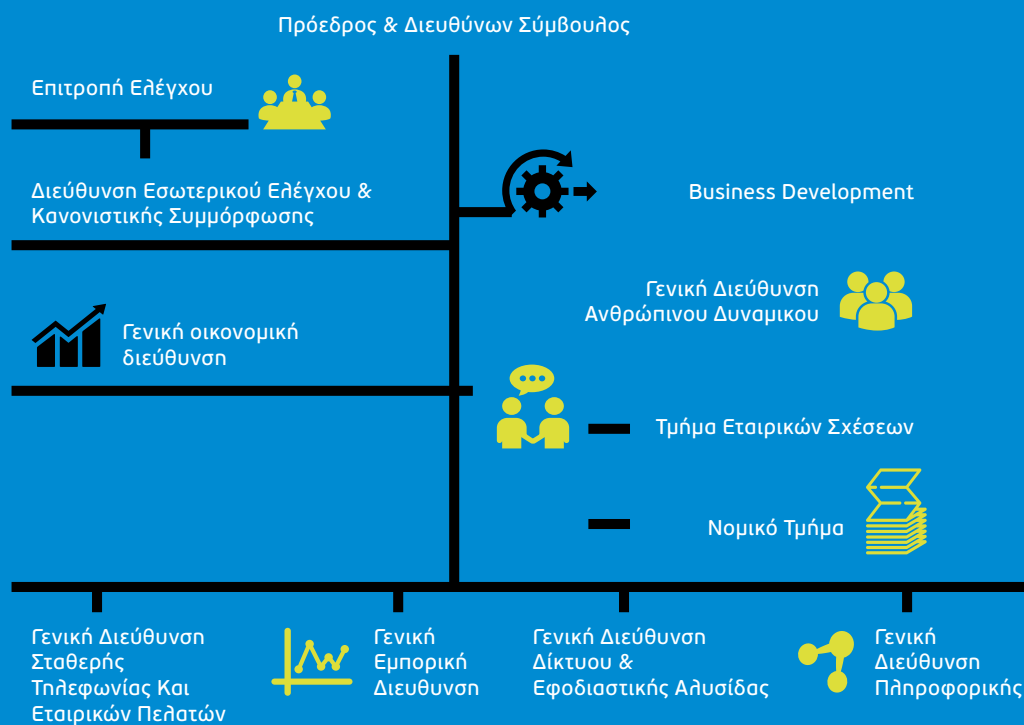 Πρόεδρος & Διευθύνων Σύμβουλος
Επιτροπή Ελέγχου
Διεύθυνση Εσωτερικού Ελέγχου &
Κανονιστικής Συμμόρφωσης
Business Development
Γενική Διεύθυνση
Ανθρώπινου Δυναμικου
Γενική οικονομική
διεύθυνση
Τμήμα Εταιρικών Σχέσεων
Νομικό Τμήμα
Γενική Διεύθυνση
Σταθερής
Τηλεφωνίας Και
Εταιρικών Πελατών
Γενική
Εμπορική
Διευθυνση
Γενική Διεύθυνση
Δίκτυου &
Εφοδιαστικής Αλυσίδας
Γενική
Διεύθυνση
Πληροφορικής